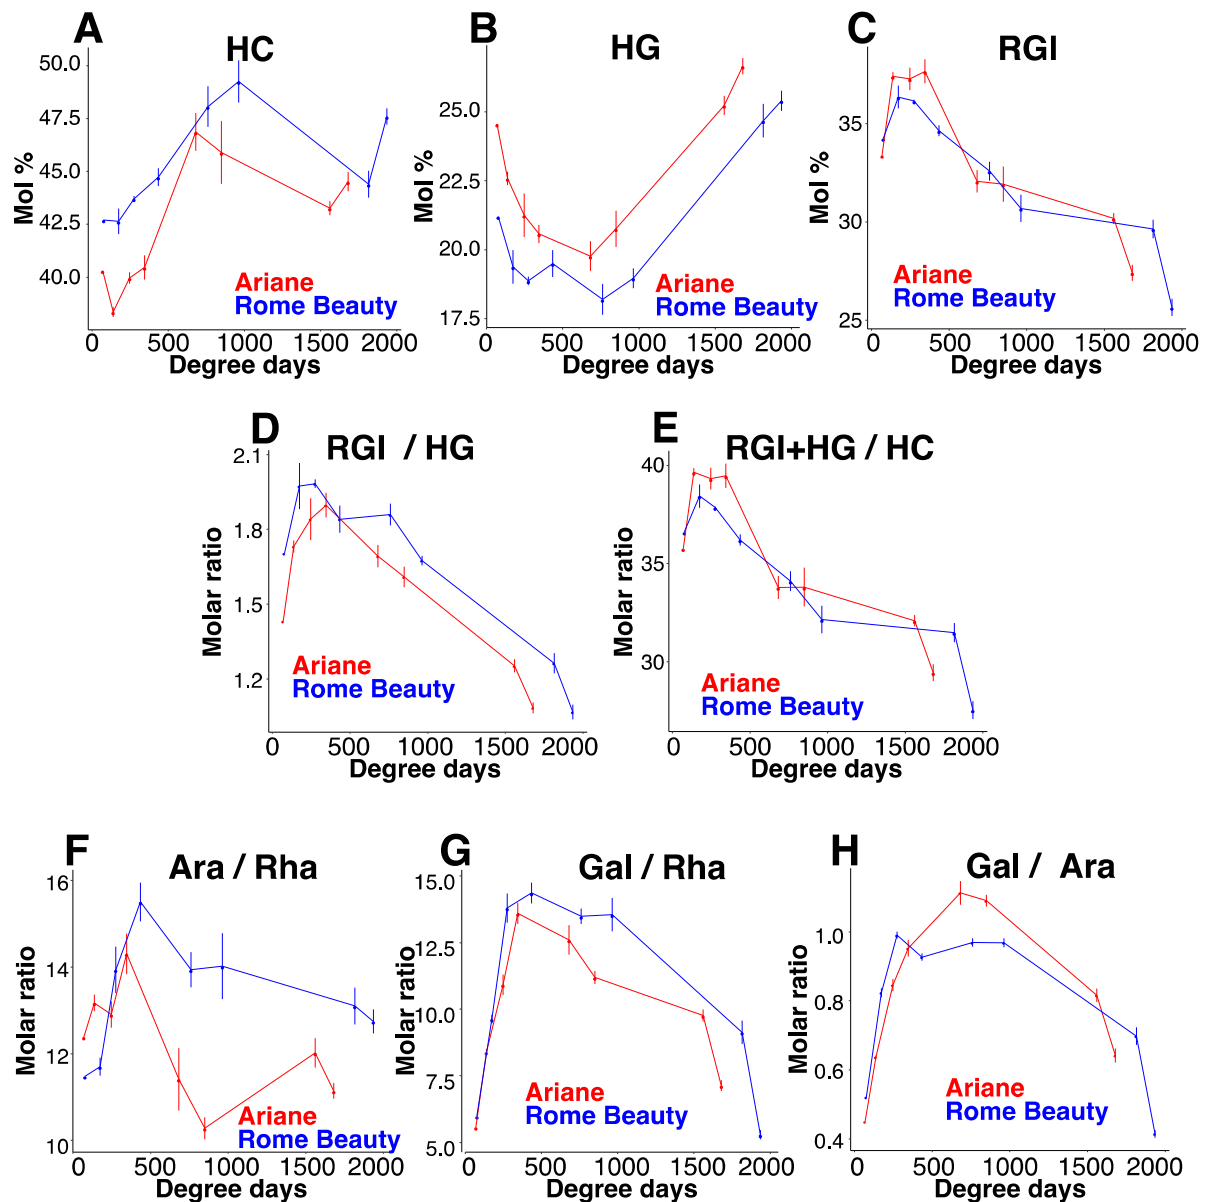 A
HC
50.0
47.5
45.0
42.5
40.0
Mol %
Ariane
Rome Beauty
0 500 1000 1500 2000
Degree days
B
HG
25.0
22.5
20.0
17.5
Mol %
Ariane
Rome Beauty
0 500 1000 1500 2000
Degree days
C
RGI
35
30
25
Mol %
Ariane
Rome Beauty
0 500 1000 1500 2000
Degree days
D
RGI / HG
2.1
1.8
1.5
1.2
Molar ratio
Ariane
Rome Beauty
0 500 1000 1500 2000
Degree days
E
RGI+HG / HC
40
35
30
Molar ratio
Ariane
Rome Beauty
0 500 1000 1500 2000
Degree days
F
Ara / Rha
16
14
12
10
Molar ratio
Ariane
Rome Beauty
0 500 1000 1500 2000
Degree days
G
Gal / Rha
15.0
12.5
10.0
7.5
5.0
Molar ratio
Ariane
Rome Beauty
0 500 1000 1500 2000
Degree days
H
Gal / Ara
1.0
0.8
0.6
0.4
Molar ratio
Ariane
Rome Beauty
0 500 1000 1500 2000
Degree days